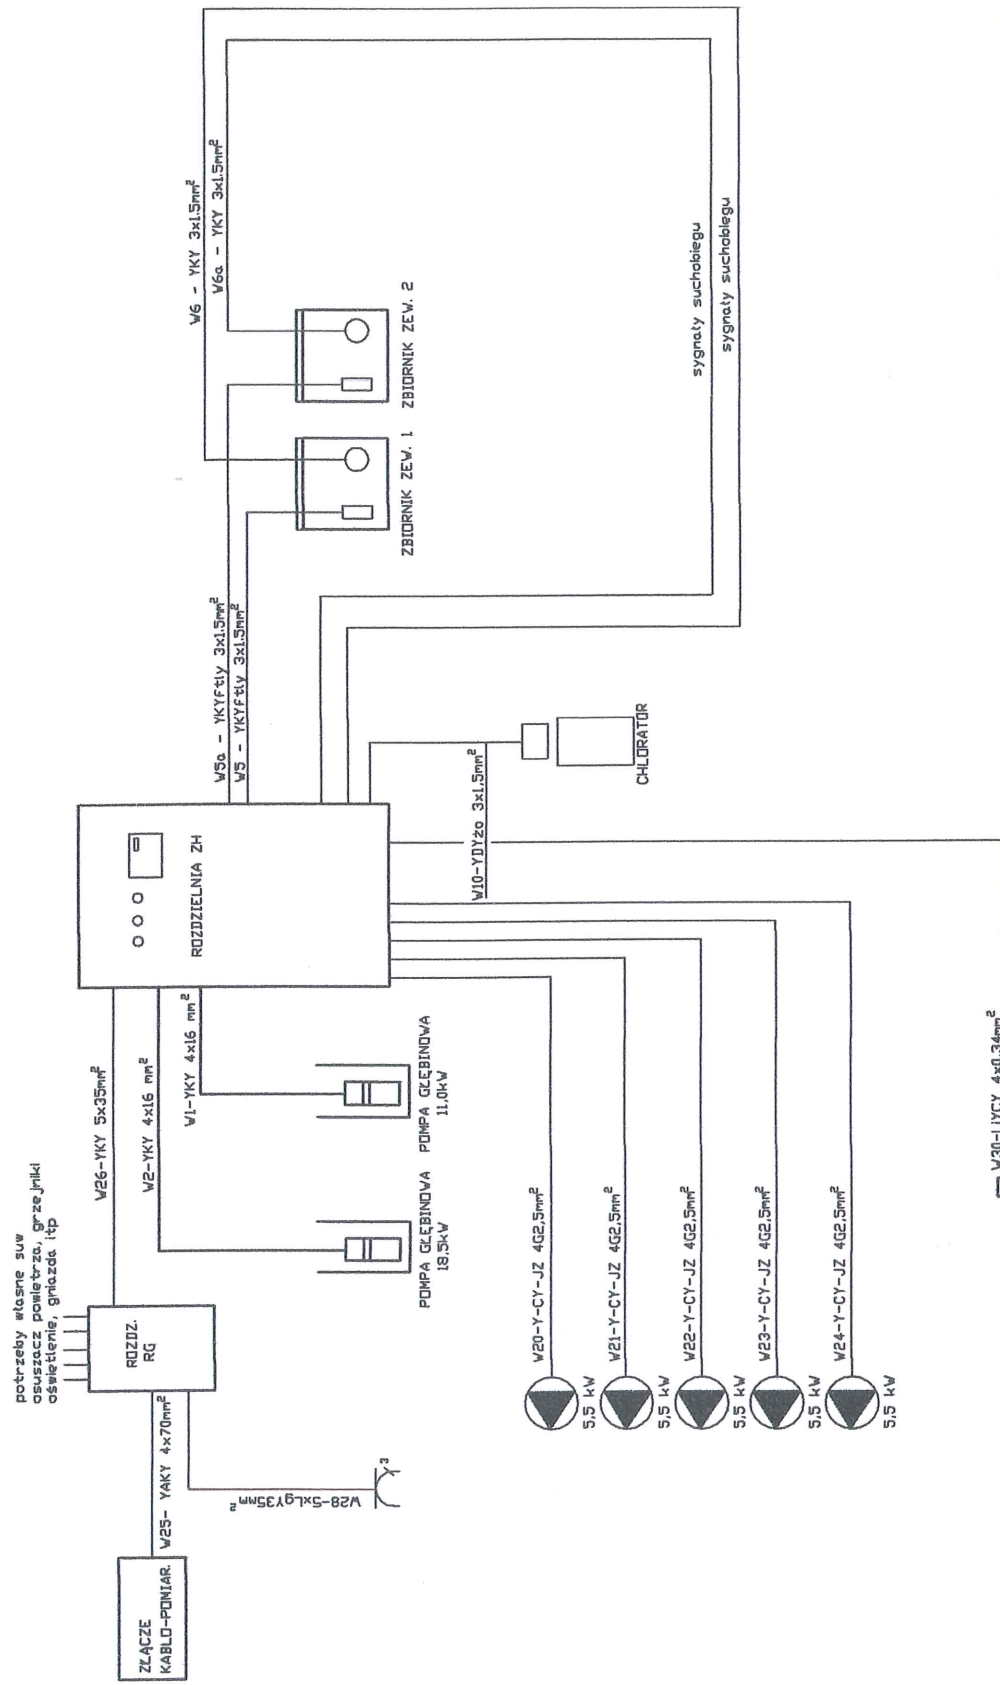 potrzeby własne suw
osuszacz powietrza, grzejniki
oświetlenie, gniazda itp
ZŁĄCZE
KABLO-POMIAR.
W25- YAKY 4x70mm²
W28-5xLgY35mm²
3
ROZDZ.
RG
W26-YKY 5x35mm²
W2-YKY 4x16 mm²
W1-YKY 4x16 mm²
POMPA GŁĘBINOWA
18,5kW
POMPA GŁĘBINOWA
11,0kW
ROZDZIELNIA ZH
W5a - YKYftly 3x1.5mm²
W5 - YKYftly 3x1.5mm²
W6 - YKY 3x1.5mm²
W6a - YKY 3x1.5mm²
ZBIORNIK ZEW. 1
ZBIORNIK ZEW. 2
sygnały suchobiegu
sygnały suchobiegu
W10-YDYżo 3x1,5mm²
CHLORATOR
W20-Y-CY-JZ 4G2,5mm²
5,5 kW
W21-Y-CY-JZ 4G2,5mm²
5,5 kW
W22-Y-CY-JZ 4G2,5mm²
5,5 kW
W23-Y-CY-JZ 4G2,5mm²
5,5 kW
W24-Y-CY-JZ 4G2,5mm²
5,5 kW
W30-LIYCY 4x0,34mm²